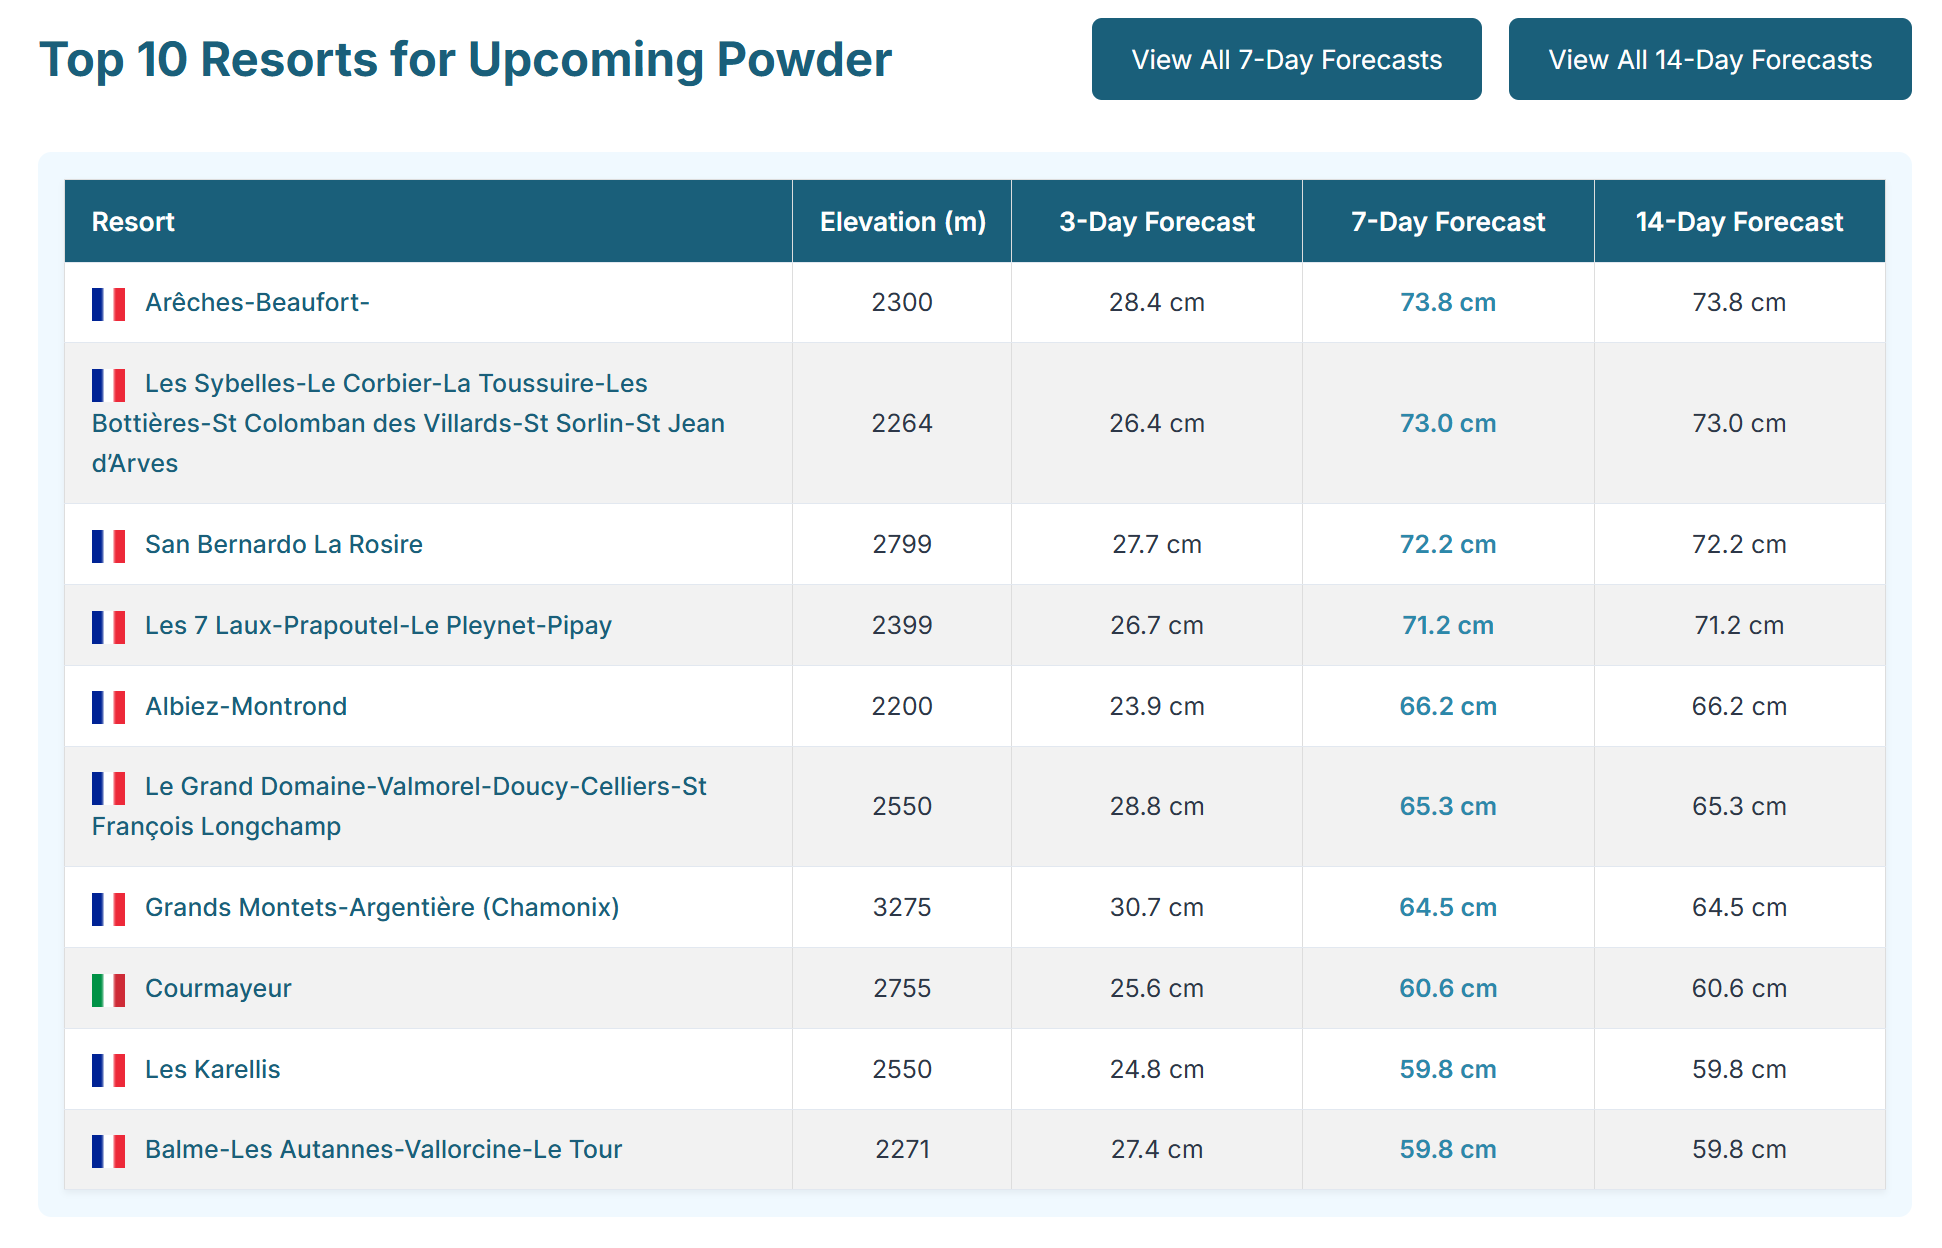 Top 10 Resorts for Upcoming Powder
View All 7-Day Forecasts
View All 14-Day Forecasts
Resort Elevation (m) 3-Day Forecast 7-Day Forecast 14-Day Forecast
Arêches-Beaufort- 2300 28.4 cm 73.8 cm 73.8 cm
Les Sybelles-Le Corbier-La Toussuire-Les
Bottières-St Colomban des Villards-St Sorlin-St Jean
d’Arves
2264 26.4 cm 73.0 cm 73.0 cm
San Bernardo La Rosire 2799 27.7 cm 72.2 cm 72.2 cm
Les 7 Laux-Prapoutel-Le Pleynet-Pipay 2399 26.7 cm 71.2 cm 71.2 cm
Albiez-Montrond 2200 23.9 cm 66.2 cm 66.2 cm
Le Grand Domaine-Valmorel-Doucy-Celliers-St
François Longchamp
2550 28.8 cm 65.3 cm 65.3 cm
Grands Montets-Argentière (Chamonix) 3275 30.7 cm 64.5 cm 64.5 cm
Courmayeur 2755 25.6 cm 60.6 cm 60.6 cm
Les Karellis 2550 24.8 cm 59.8 cm 59.8 cm
Balme-Les Autannes-Vallorcine-Le Tour 2271 27.4 cm 59.8 cm 59.8 cm